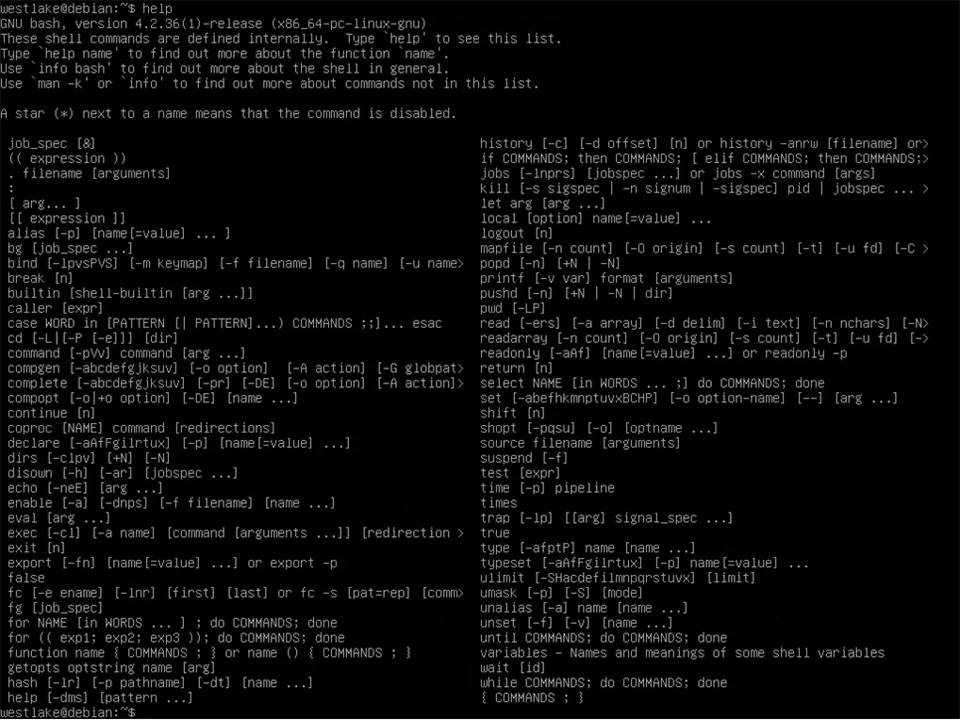 westlake@debian:~$ help
GNU bash, version 4.2.36(1)-release (x86_64-pc-linux-gnu)
These shell commands are defined internally.  Type `help' to see this list.
Type `help name' to find out more about the function `name'.
Use `info bash' to find out more about the shell in general.
Use `man -k' or `info' to find out more about commands not in this list.
A star (*) next to a name means that the command is disabled.
job_spec [&]
(( expression ))
. filename [arguments]
:
[ arg... ]
[[ expression ]]
alias [-p] [name[=value] ... ]
bg [job_spec ...]
bind [-lpvsPVS] [-m keymap] [-f filename] [-q name] [-u name>
break [n]
builtin [shell-builtin [arg ...]]
caller [expr]
case WORD in [PATTERN [| PATTERN]...) COMMANDS ;;]... esac
cd [-L|[-P [-e]]] [dir]
command [-pVv] command [arg ...]
compgen [-abcdefgjksuv] [-o option]  [-A action] [-G globpat>
complete [-abcdefgjksuv] [-pr] [-DE] [-o option] [-A action]>
compopt [-o|+o option] [-DE] [name ...]
continue [n]
coproc [NAME] command [redirections]
declare [-aAfFgilrtux] [-p] [name[=value] ...]
dirs [-clpv] [+N] [-N]
disown [-h] [-ar] [jobspec ...]
echo [-neE] [arg ...]
enable [-a] [-dnps] [-f filename] [name ...]
eval [arg ...]
exec [-cl] [-a name] [command [arguments ...]] [redirection >
exit [n]
export [-fn] [name[=value] ...] or export -p
false
fc [-e ename] [-lnr] [first] [last] or fc -s [pat=rep] [comm>
fg [job_spec]
for NAME [in WORDS ... ] ; do COMMANDS; done
for (( exp1; exp2; exp3 )); do COMMANDS; done
function name { COMMANDS ; } or name () { COMMANDS ; }
getopts optstring name [arg]
hash [-lr] [-p pathname] [-dt] [name ...]
help [-dms] [pattern ...]
history [-c] [-d offset] [n] or history -anrw [filename] or>
if COMMANDS; then COMMANDS; [ elif COMMANDS; then COMMANDS;>
jobs [-lnprs] [jobspec ...] or jobs -x command [args]
kill [-s sigspec | -n signum | -sigspec] pid | jobspec ... >
let arg [arg ...]
local [option] name[=value] ...
logout [n]
mapfile [-n count] [-O origin] [-s count] [-t] [-u fd] [-C >
popd [-n] [+N | -N]
printf [-v var] format [arguments]
pushd [-n] [+N | -N | dir]
pwd [-LP]
read [-ers] [-a array] [-d delim] [-i text] [-n nchars] [-N>
readarray [-n count] [-O origin] [-s count] [-t] [-u fd] [->
readonly [-aAf] [name[=value] ...] or readonly -p
return [n]
select NAME [in WORDS ... ;] do COMMANDS; done
set [-abefhkmnptuvxBCHP] [-o option-name] [--] [arg ...]
shift [n]
shopt [-pqsu] [-o] [optname ...]
source filename [arguments]
suspend [-f]
test [expr]
time [-p] pipeline
times
trap [-lp] [[arg] signal_spec ...]
true
type [-afptP] name [name ...]
typeset [-aAfFgilrtux] [-p] name[=value] ...
ulimit [-SHacdefilmnpqrstuvx] [limit]
umask [-p] [-S] [mode]
unalias [-a] name [name ...]
unset [-f] [-v] [name ...]
until COMMANDS; do COMMANDS; done
variables - Names and meanings of some shell variables
wait [id]
while COMMANDS; do COMMANDS; done
{ COMMANDS ; }
westlake@debian:~$